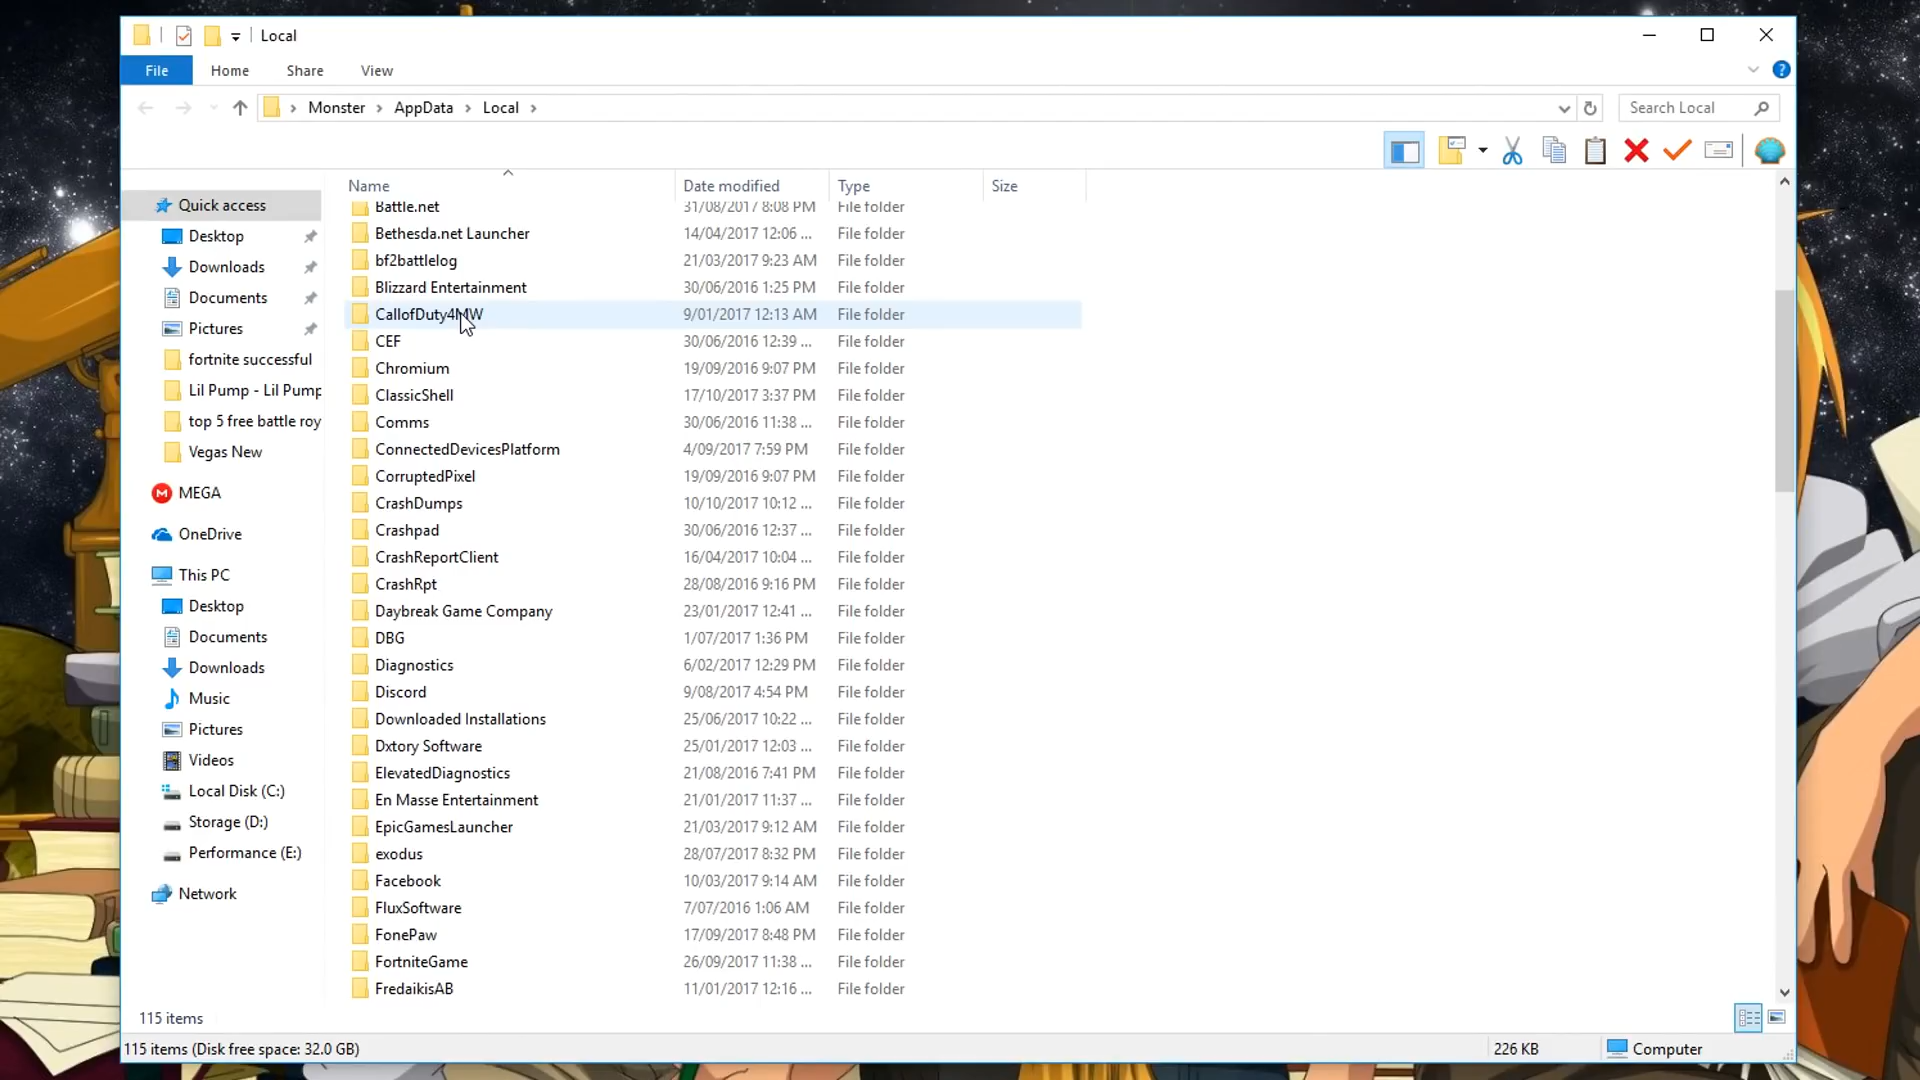 Local
File Home Share View
Monster AppData Local Search Local
Name Date modified Type Size
Quick access
Desktop
Downloads
Documents
Pictures
fortnite successful
Lil Pump - Lil Pump
top 5 free battle roy
Vegas New
MEGA
OneDrive
This PC
Desktop
Documents
Downloads
Music
Pictures
Videos
Local Disk (C:)
Storage (D:)
Performance (E:)
Network
Battle.net 31/08/2017 8:08 PM File folder
Bethesda.net Launcher 14/04/2017 12:06 ... File folder
bf2battlelog 21/03/2017 9:23 AM File folder
Blizzard Entertainment 30/06/2016 1:25 PM File folder
CallofDuty4MW 9/01/2017 12:13 AM File folder
CEF 30/06/2016 12:39 ... File folder
Chromium 19/09/2016 9:07 PM File folder
ClassicShell 17/10/2017 3:37 PM File folder
Comms 30/06/2016 11:38 ... File folder
ConnectedDevicesPlatform 4/09/2017 7:59 PM File folder
CorruptedPixel 19/09/2016 9:07 PM File folder
CrashDumps 10/10/2017 10:12 ... File folder
Crashpad 30/06/2016 12:37 ... File folder
CrashReportClient 16/04/2017 10:04 ... File folder
CrashRpt 28/08/2016 9:16 PM File folder
Daybreak Game Company 23/01/2017 12:41 ... File folder
DBG 1/07/2017 1:36 PM File folder
Diagnostics 6/02/2017 12:29 PM File folder
Discord 9/08/2017 4:54 PM File folder
Downloaded Installations 25/06/2017 10:22 ... File folder
Dxtory Software 25/01/2017 12:03 ... File folder
ElevatedDiagnostics 21/08/2016 7:41 PM File folder
En Masse Entertainment 21/01/2017 11:37 ... File folder
EpicGamesLauncher 21/03/2017 9:12 AM File folder
exodus 28/07/2017 8:32 PM File folder
Facebook 10/03/2017 9:14 AM File folder
FluxSoftware 7/07/2016 1:06 AM File folder
FonePaw 17/09/2017 8:48 PM File folder
FortniteGame 26/09/2017 11:38 ... File folder
FredaikisAB 11/01/2017 12:16 ... File folder
115 items
115 items (Disk free space: 32.0 GB) 226 KB Computer